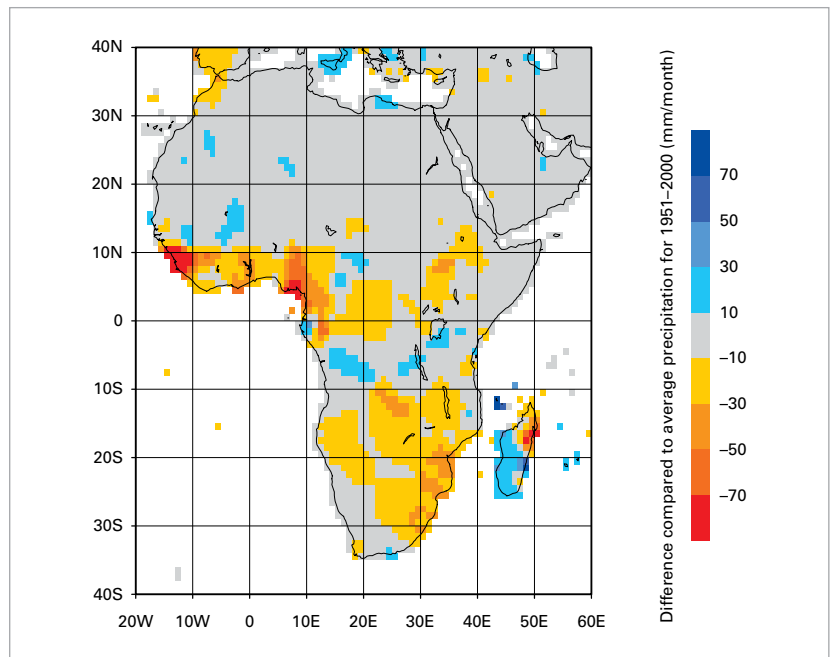 40N
30N
20N
10N
0
10S
20S
30S
40S
20W 10W 0 10E 20E 30E 40E 50E 60E
Difference compared to average precipitation for 1951–2000 (mm/month)
70
50
30
10
–10
–30
–50
–70